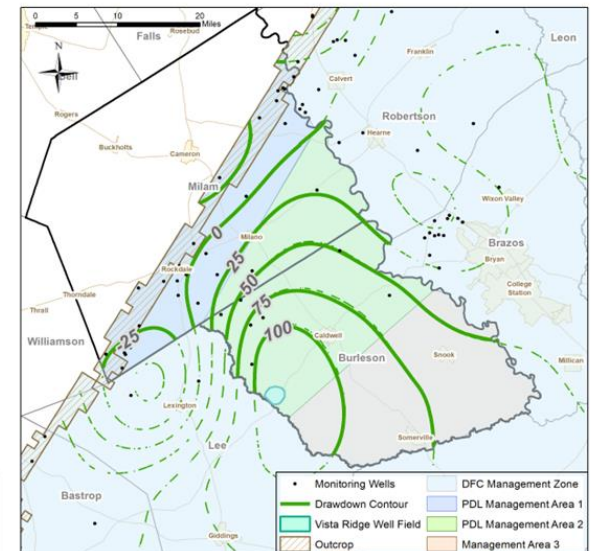 0 5 10 20
Miles
Falls
Rosebud
Leon
Franklin
N
Bell
Calvert
Rogers
Robertson
Hearne
Buckholts
Cameron
Milam
Wixon Valley
0
Milano
25
Brazos
Rockdale
50
Bryan
Thorndale
75
College
Station
Thrall
100
Williamson
-25
Caldwell
Burleson
Snook
Millican
Lexington
Lee
Somerville
Bastrop
Giddings
Monitoring Wells
DFC Management Zone
Drawdown Contour
PDL Management Area 1
Vista Ridge Well Field
PDL Management Area 2
Outcrop
Management Area 3